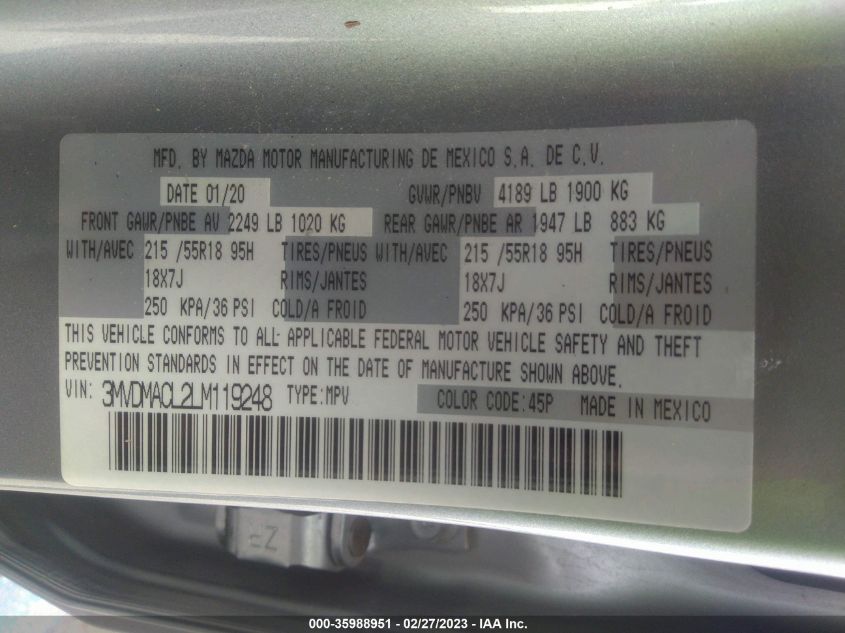 MFD. BY MAZDA MOTOR MANUFACTURING DE MEXICO S.A. DE C.V.
DATE 01/20 GVWR/PNBV 4189 LB 1900 KG
FRONT GAWR/PNBE AV 2249 LB 1020 KG REAR GAWR/PNBE AR 1947 LB 883 KG
WITH/AVEC 215 /55R18 95H TIRES/PNEUS WITH/AVEC 215 /55R18 95H TIRES/PNEUS
18X7J RIMS/JANTES 18X7J RIMS/JANTES
250 KPA/36 PSI COLD/A FROID 250 KPA/36 PSI COLD/A FROID
THIS VEHICLE CONFORMS TO ALL APPLICABLE FEDERAL MOTOR VEHICLE SAFETY AND THEFT
PREVENTION STANDARDS IN EFFECT ON THE DATE OF MANUFACTURE SHOWN ABOVE.
VIN: 3MVDMACL2LM119248 TYPE:MPV COLOR CODE:45P MADE IN MEXICO
EZ
000-35988951 - 02/27/2023 - IAA Inc.